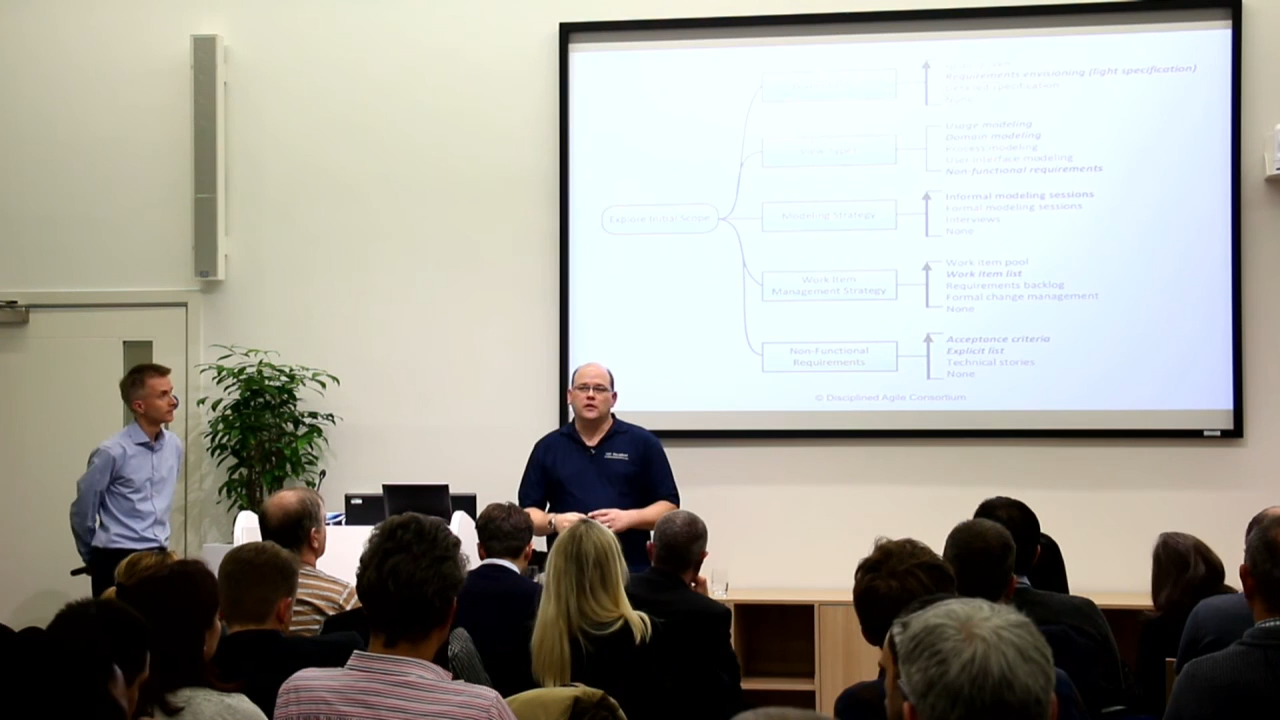 Requirements envisioning (light specification)
None
Usage modeling
Domain modeling
Process modeling
User interface modeling
Non-functional requirements
Explore Initial Scope
Modeling Strategy
Informal modeling sessions
Formal modeling sessions
Interviews
None
Work Item
Management Strategy
Work item pool
Work item list
Requirements backlog
Formal change management
None
Non-Functional
Requirements
Acceptance criteria
Explicit list
Technical stories
None
© Disciplined Agile Consortium